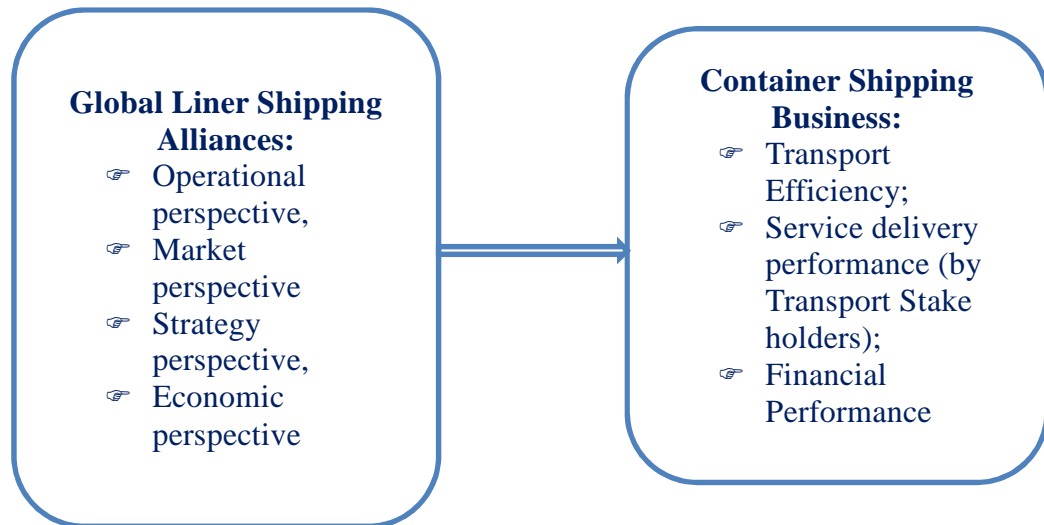 Global Liner Shipping
Alliances:
☞ Operational
perspective,
☞ Market
perspective
☞ Strategy
perspective,
☞ Economic
perspective
Container Shipping
Business:
☞ Transport
Efficiency;
☞ Service delivery
performance (by
Transport Stake
holders);
☞ Financial
Performance